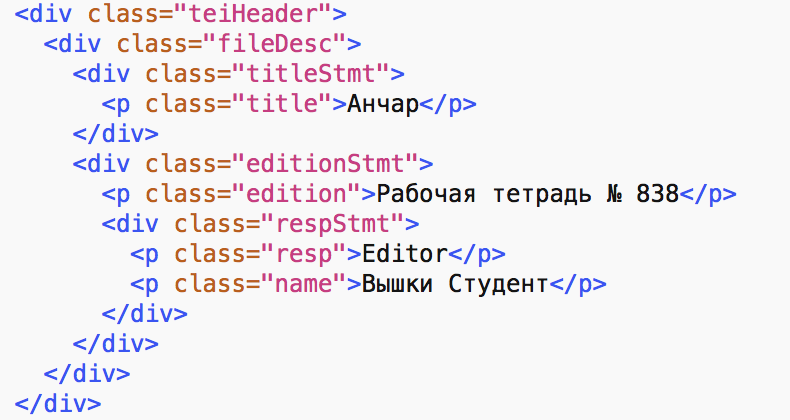 <div class="teiHeader">
  <div class="fileDesc">
    <div class="titleStmt">
      <p class="title">Анчар</p>
    </div>
    <div class="editionStmt">
      <p class="edition">Рабочая тетрадь № 838</p>
      <div class="respStmt">
        <p class="resp">Editor</p>
        <p class="name">Вышки Студент</p>
      </div>
    </div>
  </div>
</div>